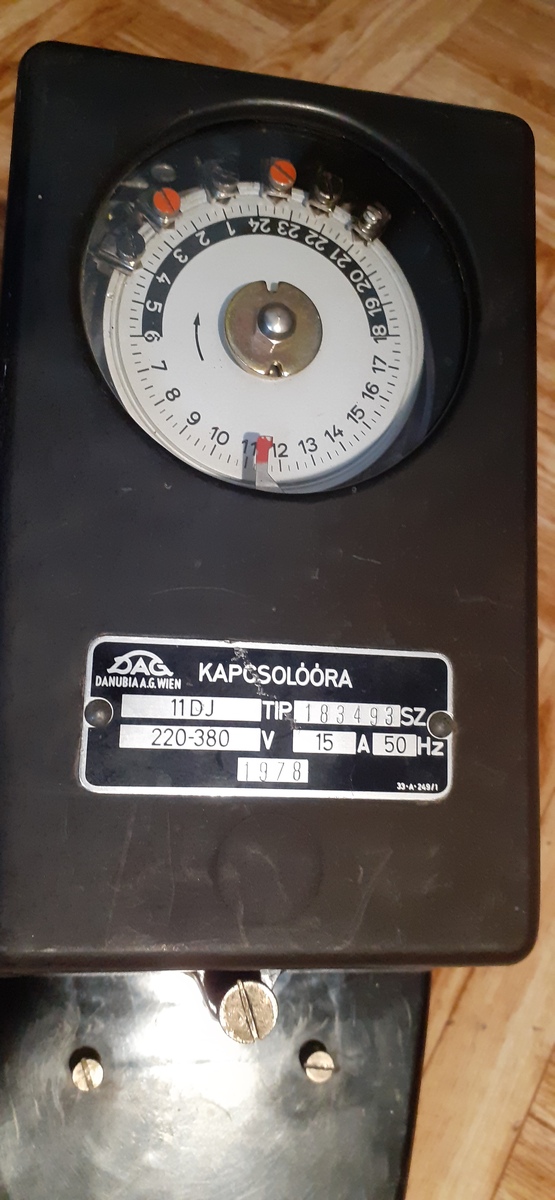 1 2 3 4 5 6 7 8 9 10 11 12 13 14 15 16 17 18 19 20 21 22 23 24
DAG
DANUBIA A.G. WIEN
KAPCSOLÓÓRA
11 DJ TIP. 183493 SZ
220-380 V 15 A 50 Hz
1978
33-A-249/1